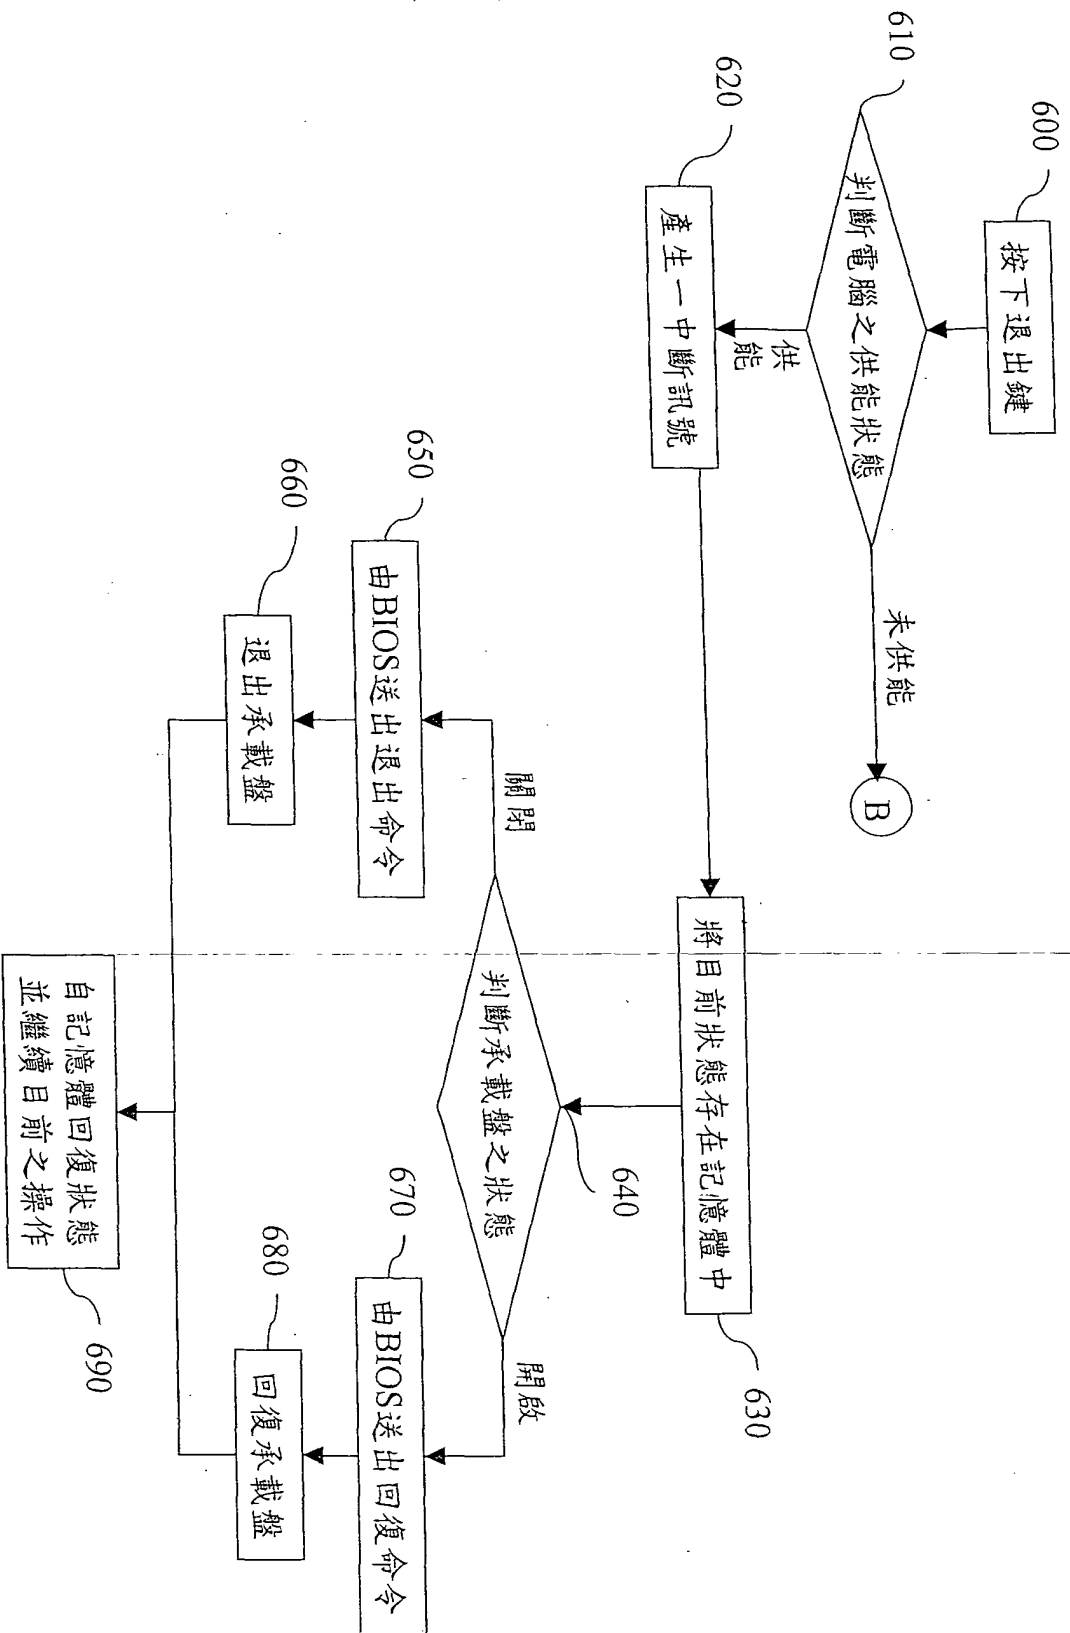 600
按下退出鍵
610
判斷電腦之供能狀態
未供能
B
供
能
620
產生一中斷訊號
將目前狀態存在記憶體中
630
640
判斷承載盤之狀態
關閉
開啟
650
由BIOS送出退出命令
660
退出承載盤
670
由BIOS送出回復命令
680
回復承載盤
自記憶體回復狀態
並繼續目前之操作
690